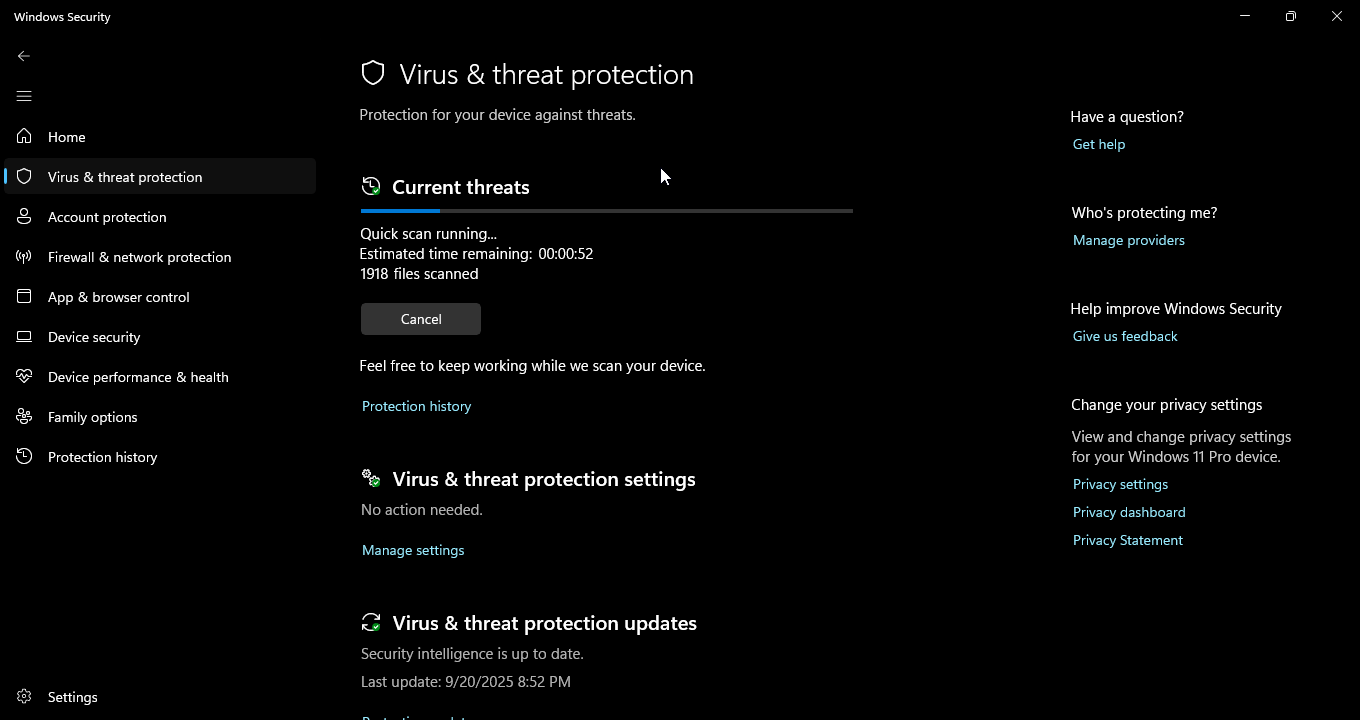 Windows Security
Home
Virus & threat protection
Account protection
Firewall & network protection
App & browser control
Device security
Device performance & health
Family options
Protection history
Settings
Virus & threat protection
Protection for your device against threats.
Current threats
Quick scan running...
Estimated time remaining: 00:00:52
1918 files scanned
Cancel
Feel free to keep working while we scan your device.
Protection history
Virus & threat protection settings
No action needed.
Manage settings
Virus & threat protection updates
Security intelligence is up to date.
Last update: 9/20/2025 8:52 PM
Have a question?
Get help
Who's protecting me?
Manage providers
Help improve Windows Security
Give us feedback
Change your privacy settings
View and change privacy settings
for your Windows 11 Pro device.
Privacy settings
Privacy dashboard
Privacy Statement